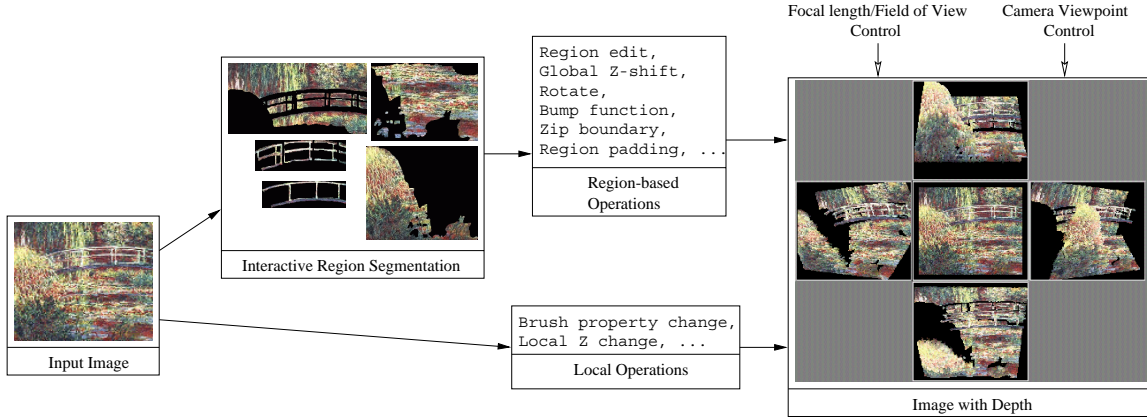 Focal length/Field of View
Control
Camera Viewpoint
Control
Region edit,
Global Z-shift,
Rotate,
Bump function,
Zip boundary,
Region padding, ...
Region-based
Operations
Interactive Region Segmentation
Input Image
Brush property change,
Local Z change, ...
Local Operations
Image with Depth